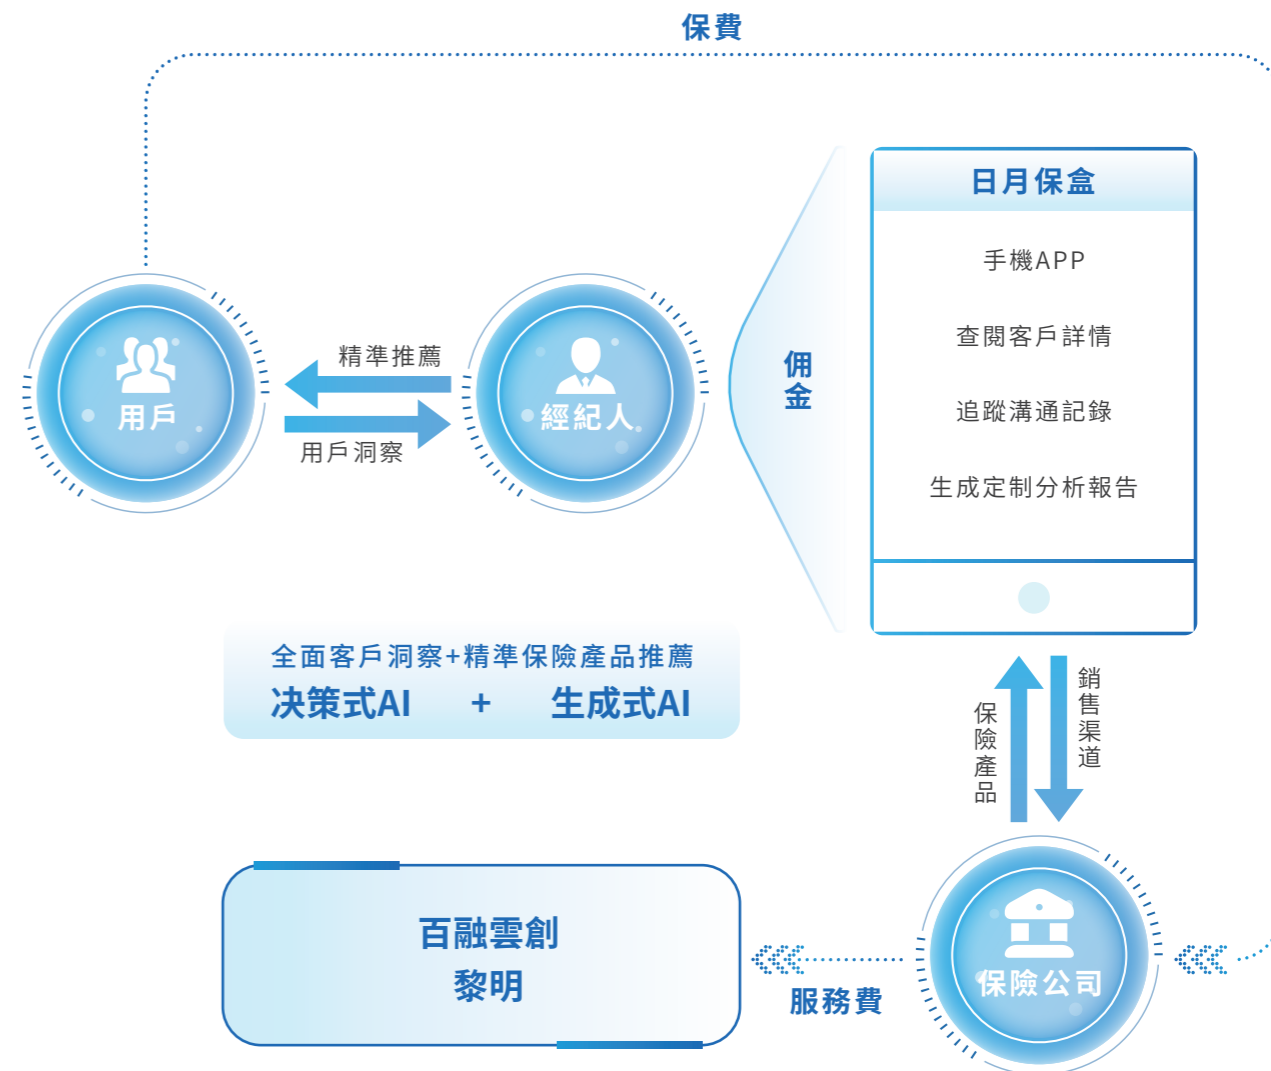 保費
日月保盒
手機APP
查閱客戶詳情
追蹤溝通記錄
生成定制分析報告
佣金
精準推薦
用戶
經紀人
用戶洞察
全面客戶洞察+精準保險產品推薦
决策式AI + 生成式AI
保險產品
銷售渠道
百融雲創
黎明
服務費
保險公司